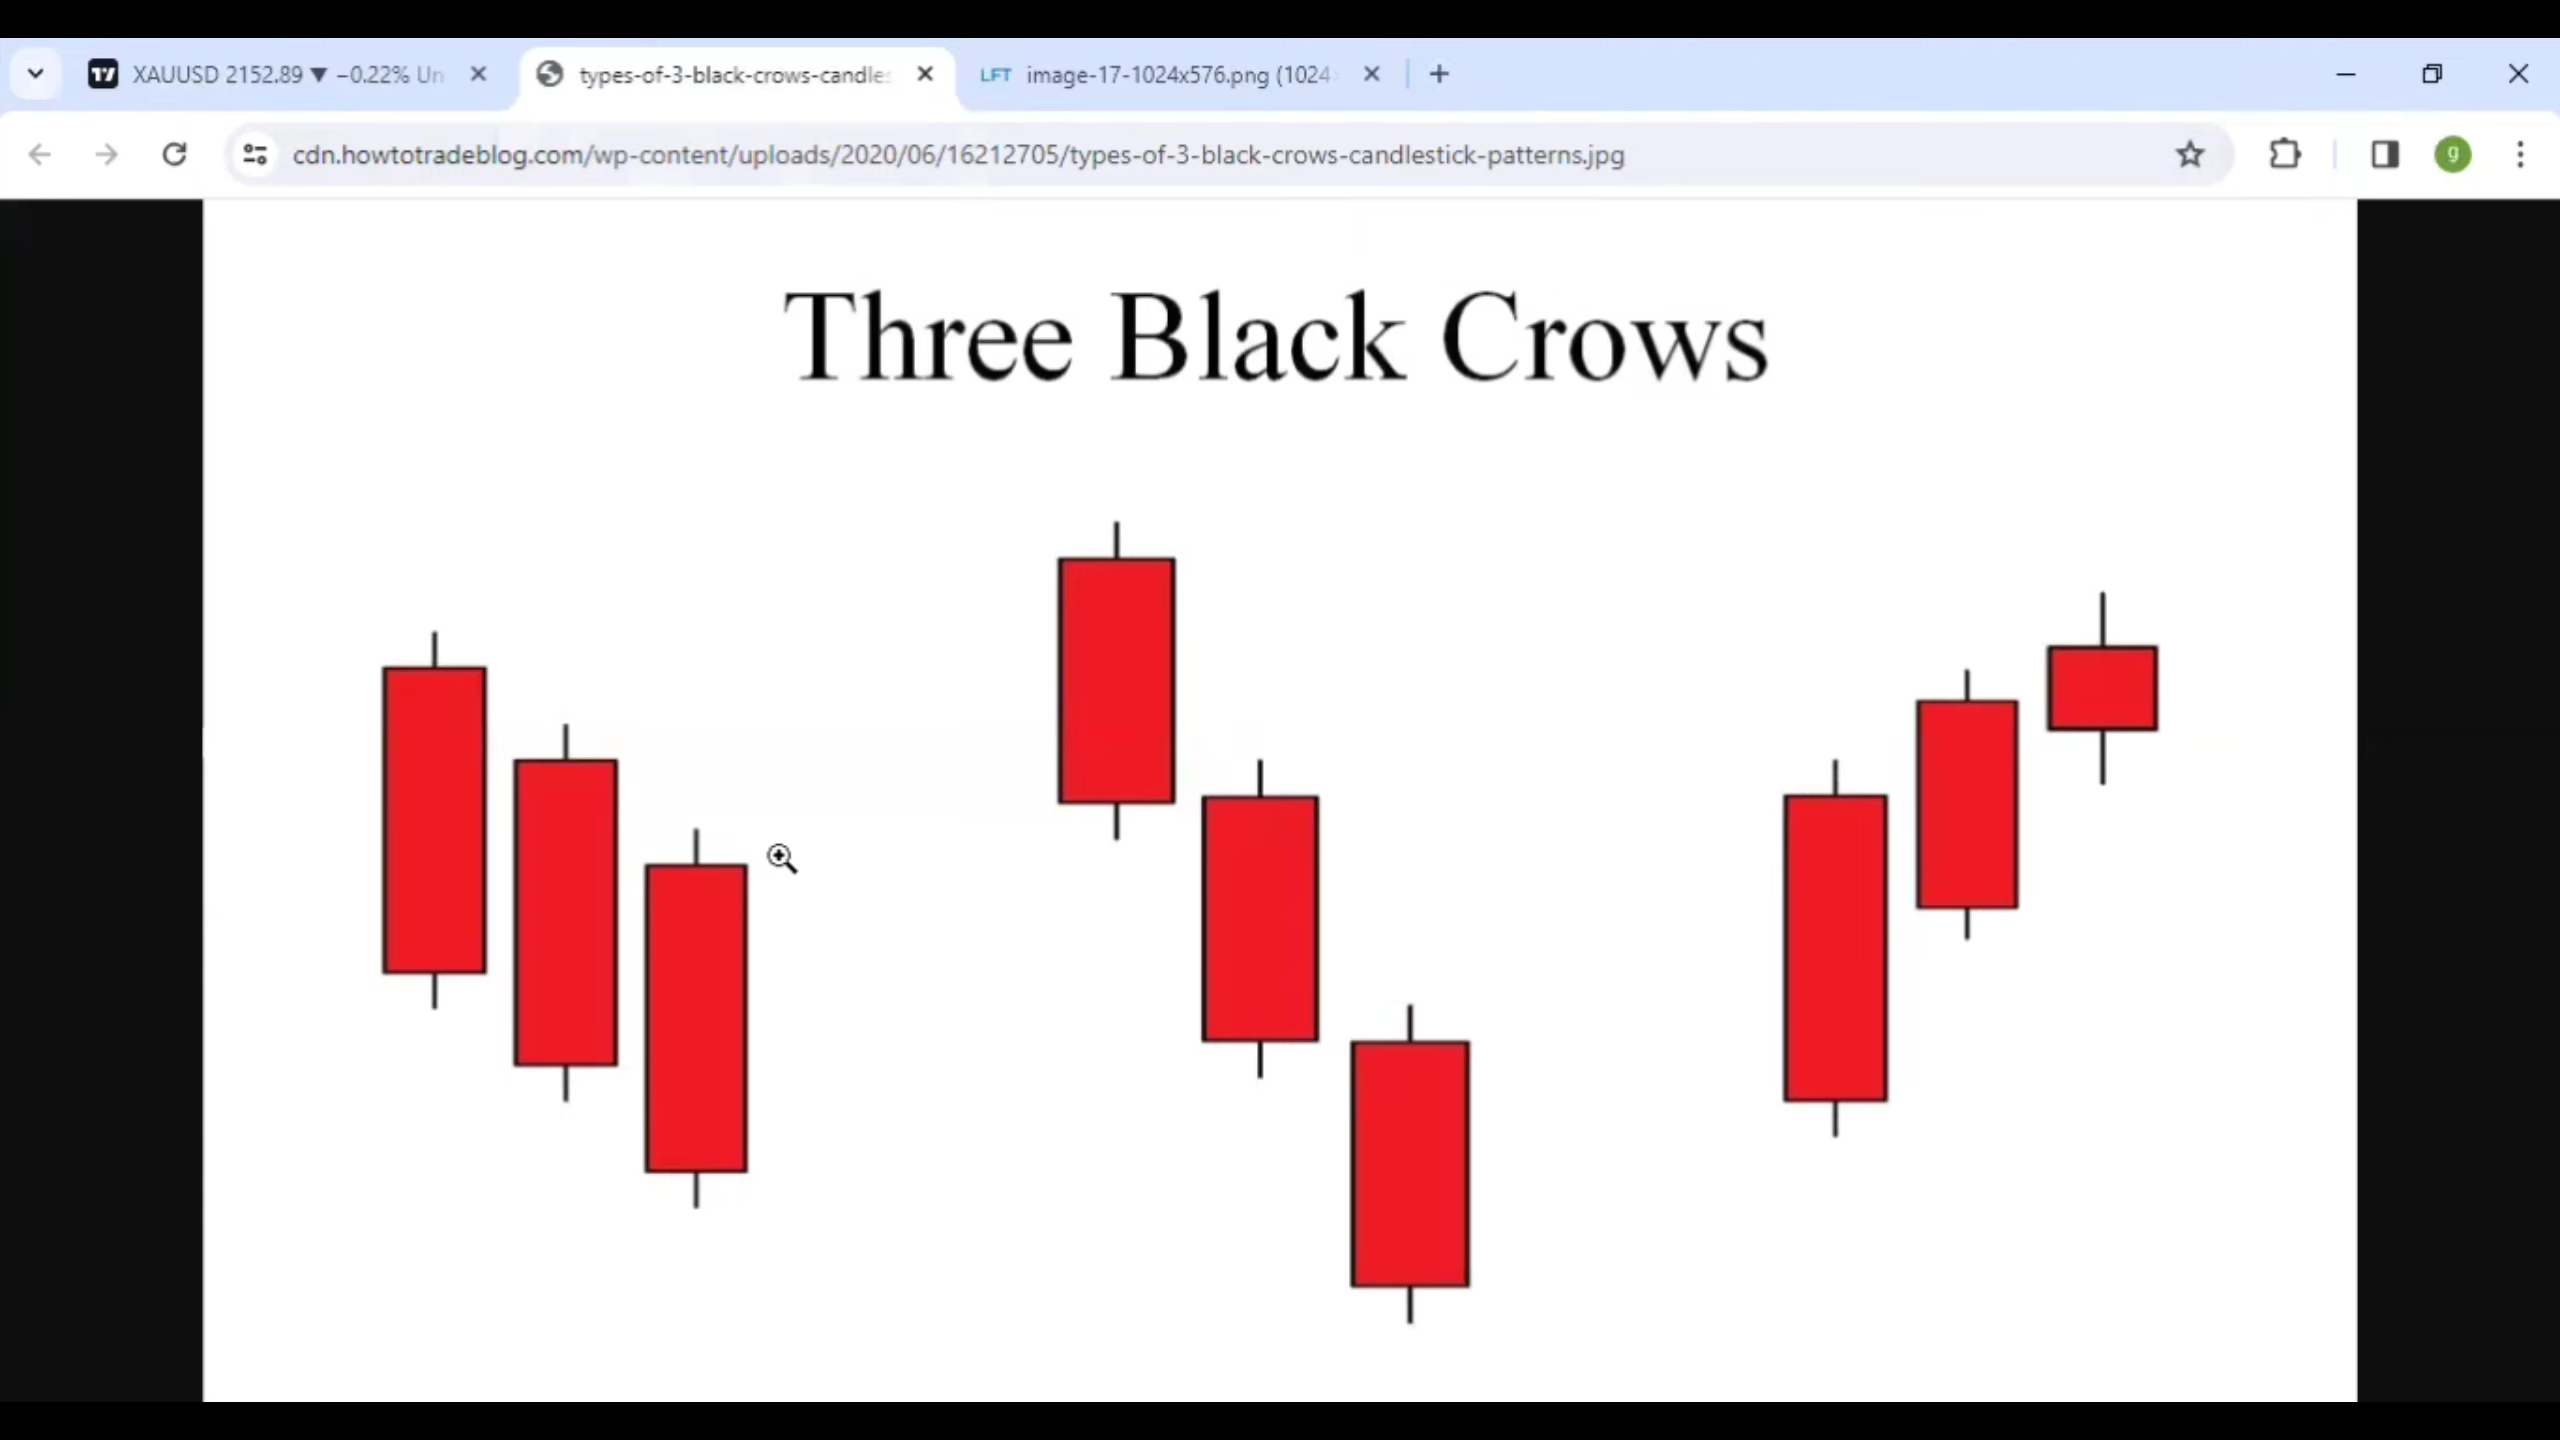 XAUUSD 2152.89 ▼ −0.22% Un
types-of-3-black-crows-candles
LFT image-17-1024x576.png (1024
cdn.howtotradeblog.com/wp-content/uploads/2020/06/16212705/types-of-3-black-crows-candlestick-patterns.jpg
g
Three Black Crows